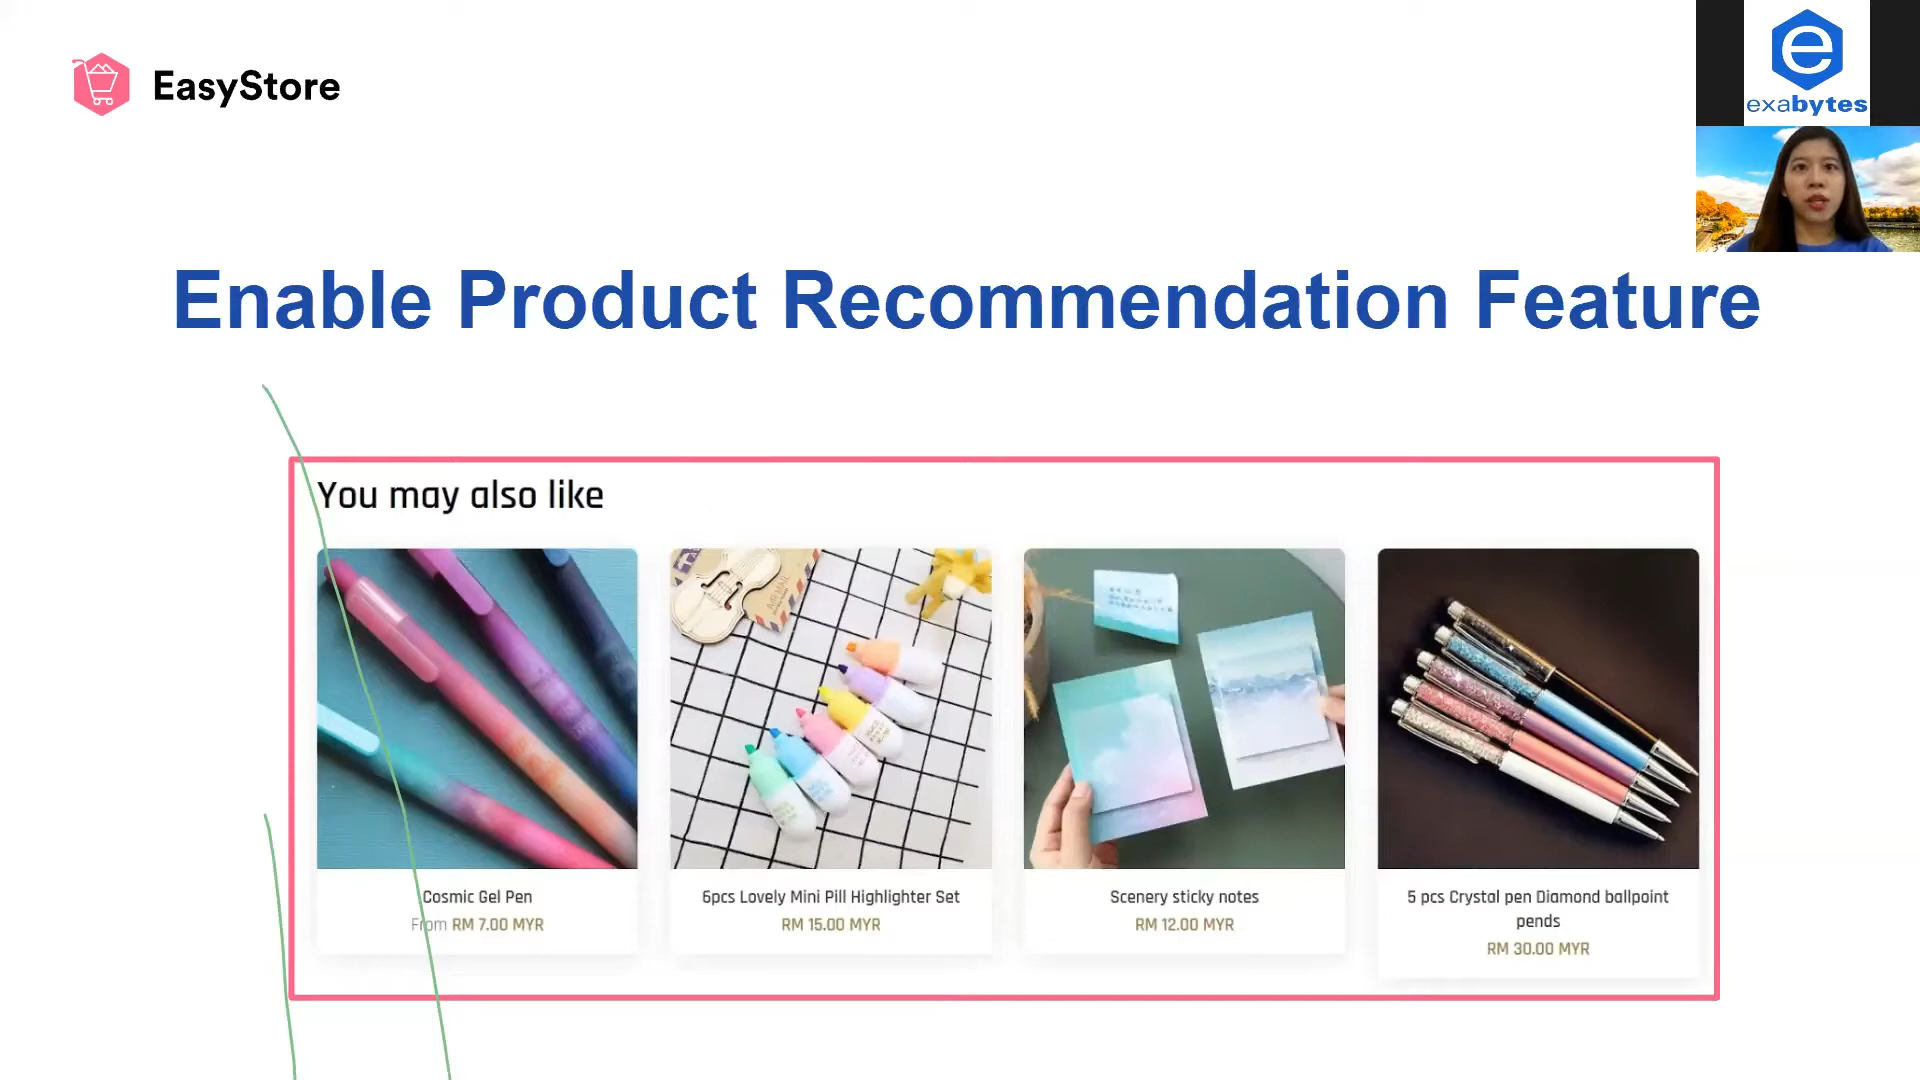 EasyStore
exabytes
Enable Product Recommendation Feature
You may also like
Cosmic Gel Pen
From RM 7.00 MYR
6pcs Lovely Mini Pill Highlighter Set
RM 15.00 MYR
Scenery sticky notes
RM 12.00 MYR
5 pcs Crystal pen Diamond ballpoint
pends
RM 30.00 MYR